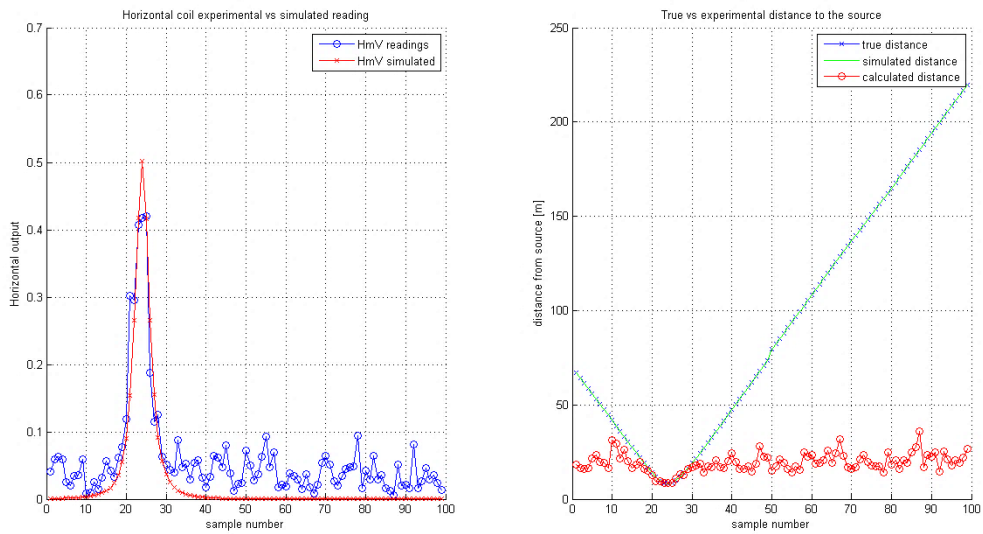 Horizontal coil experimental vs simulated reading
0.7
0.6
0.5
0.4
0.3
0.2
0.1
0
Horizontal output
HmV readings
HmV simulated
0 10 20 30 40 50 60 70 80 90 100
sample number
True vs experimental distance to the source
250
200
150
100
50
0
distance from source [m]
true distance
simulated distance
calculated distance
0 10 20 30 40 50 60 70 80 90 100
sample number